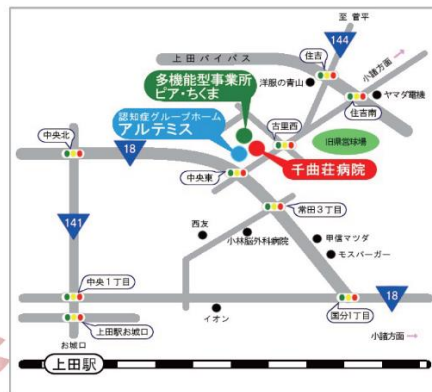 至 菅平
144
上田バイパス
住吉
小諸方面→
洋服の青山
ヤマダ電機
住吉南
多機能型事業所
ピア・ちくま
認知症グループホーム
アルテミス
古里西
旧県営球場
千曲荘病院
中央北
18
中央東
141
常田3丁目
西友
小林脳外科病院
甲信マツダ
モスバーガー
中央1丁目
18
イオン
国分1丁目
上田駅お城口
お城口
小諸方面→
上田駅